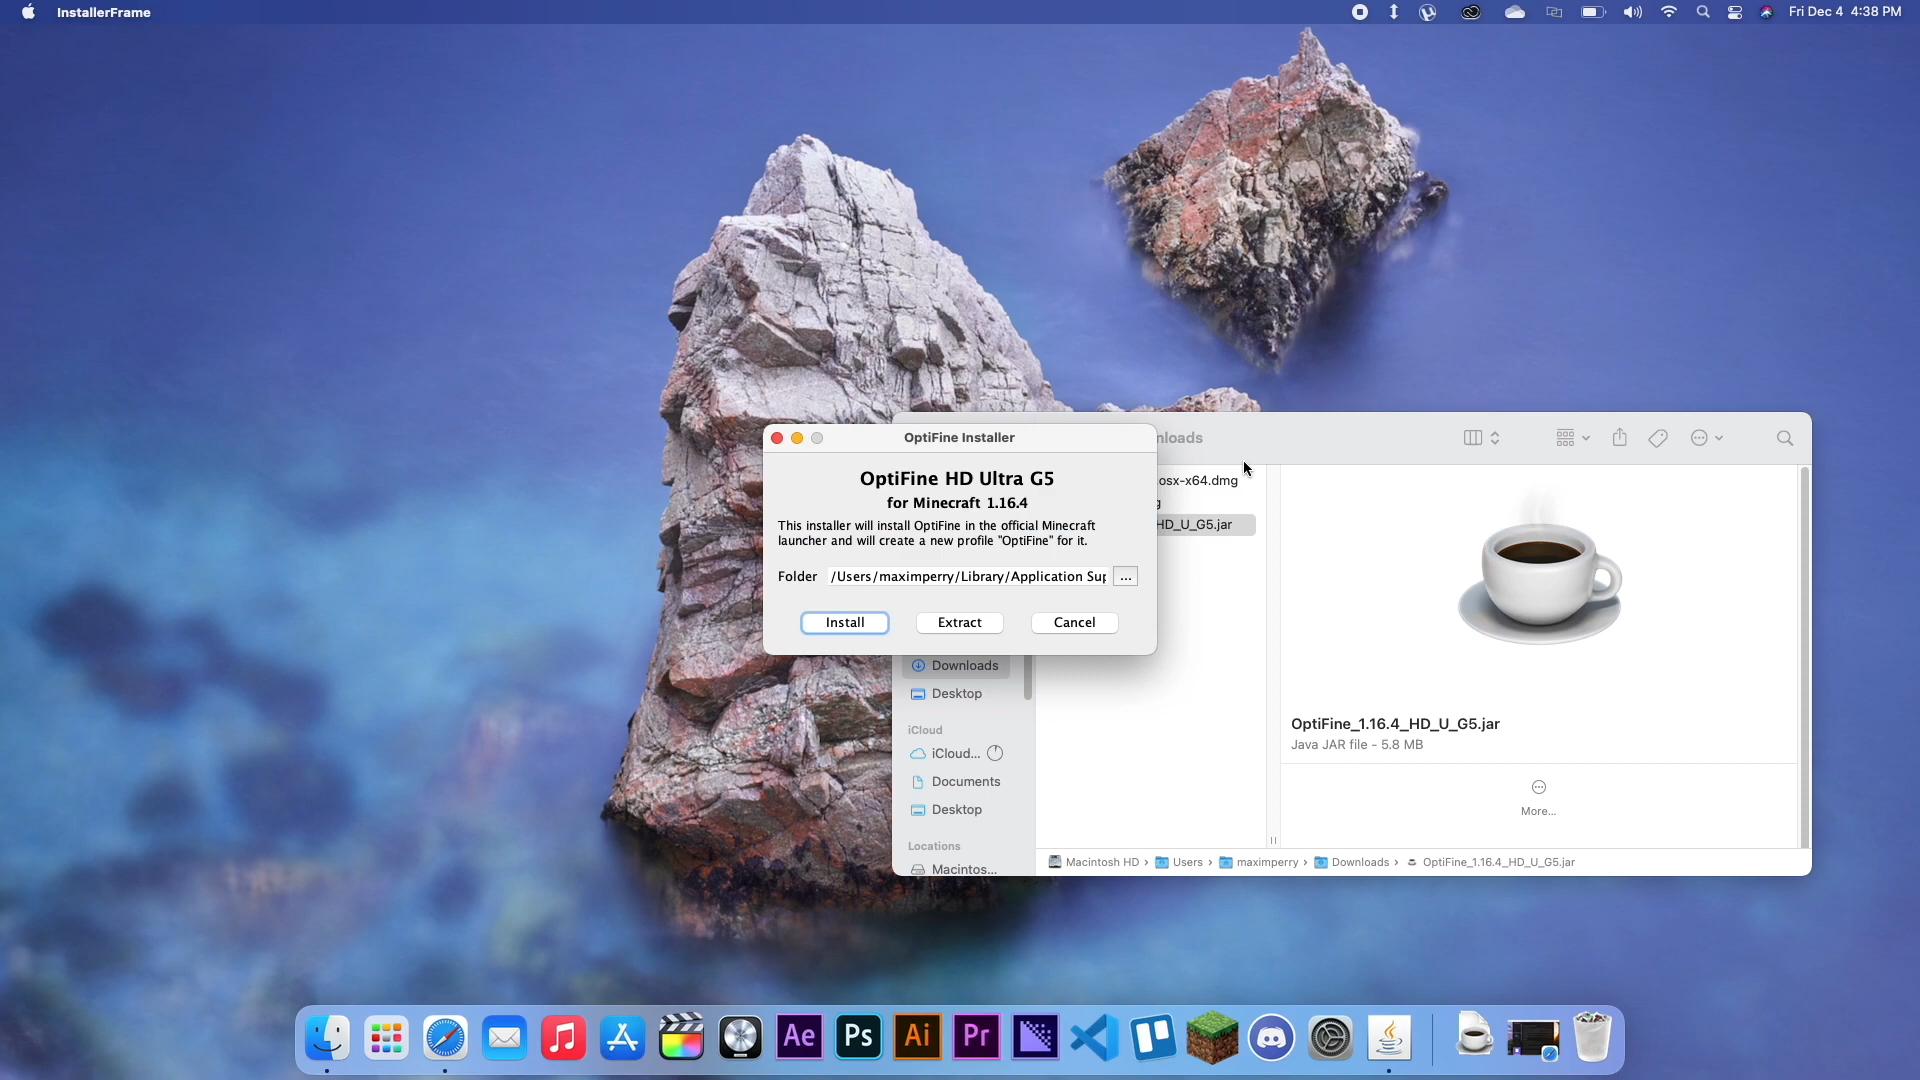 InstallerFrame
Fri Dec 4 4:38 PM
OptiFine Installer
OptiFine HD Ultra G5
for Minecraft 1.16.4
This installer will install OptiFine in the official Minecraft
launcher and will create a new profile "OptiFine" for it.
Folder /Users/maximperry/Library/Application Sup ...
Install Extract Cancel
nloads
osx-x64.dmg
g
HD_U_G5.jar
Downloads
Desktop
iCloud
iCloud...
Documents
Desktop
Locations
Macintos...
OptiFine_1.16.4_HD_U_G5.jar
Java JAR file - 5.8 MB
More...
Macintosh HD › Users › maximperry › Downloads › OptiFine_1.16.4_HD_U_G5.jar
Ae Ps Ai Pr